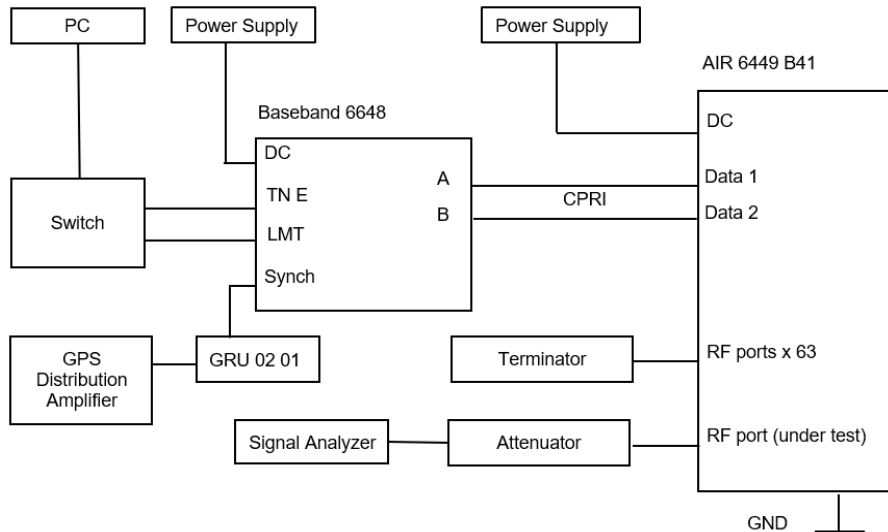 PC
Power Supply
Power Supply
AIR 6449 B41
Baseband 6648
DC
DC
TN E
LMT
Synch
A
B
CPRI
Data 1
Data 2
Switch
GPS
Distribution
Amplifier
GRU 02 01
Terminator
RF ports x 63
Signal Analyzer
Attenuator
RF port (under test)
GND